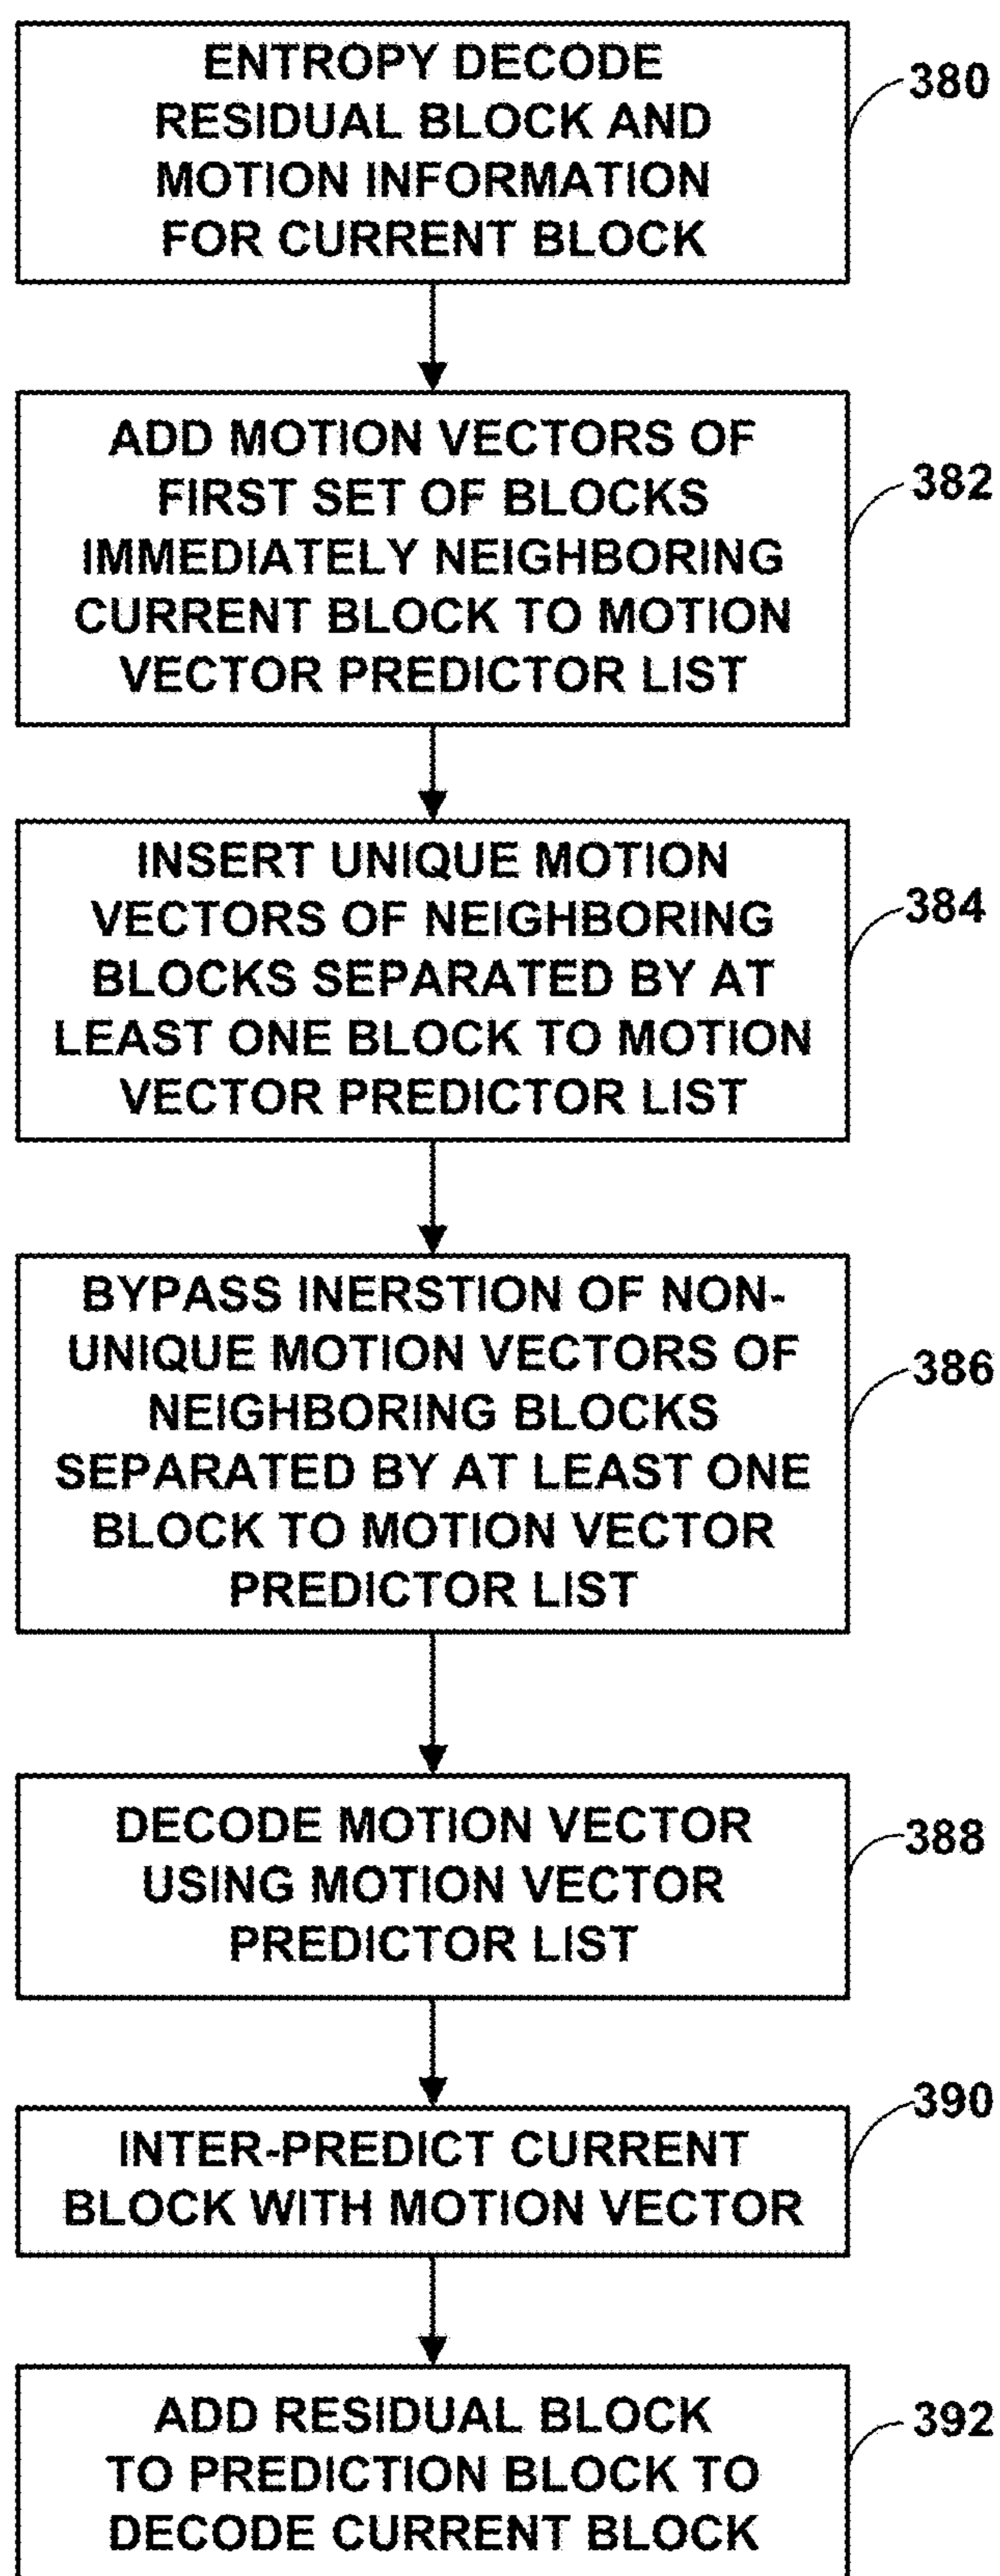 ENTROPY DECODE
RESIDUAL BLOCK AND
MOTION INFORMATION
FOR CURRENT BLOCK
380
ADD MOTION VECTORS OF
FIRST SET OF BLOCKS
IMMEDIATELY NEIGHBORING
CURRENT BLOCK TO MOTION
VECTOR PREDICTOR LIST
382
INSERT UNIQUE MOTION
VECTORS OF NEIGHBORING
BLOCKS SEPARATED BY AT
LEAST ONE BLOCK TO MOTION
VECTOR PREDICTOR LIST
384
BYPASS INERSTION OF NON-
UNIQUE MOTION VECTORS OF
NEIGHBORING BLOCKS
SEPARATED BY AT LEAST ONE
BLOCK TO MOTION VECTOR
PREDICTOR LIST
386
DECODE MOTION VECTOR
USING MOTION VECTOR
PREDICTOR LIST
388
INTER-PREDICT CURRENT
BLOCK WITH MOTION VECTOR
390
ADD RESIDUAL BLOCK
TO PREDICTION BLOCK TO
DECODE CURRENT BLOCK
392